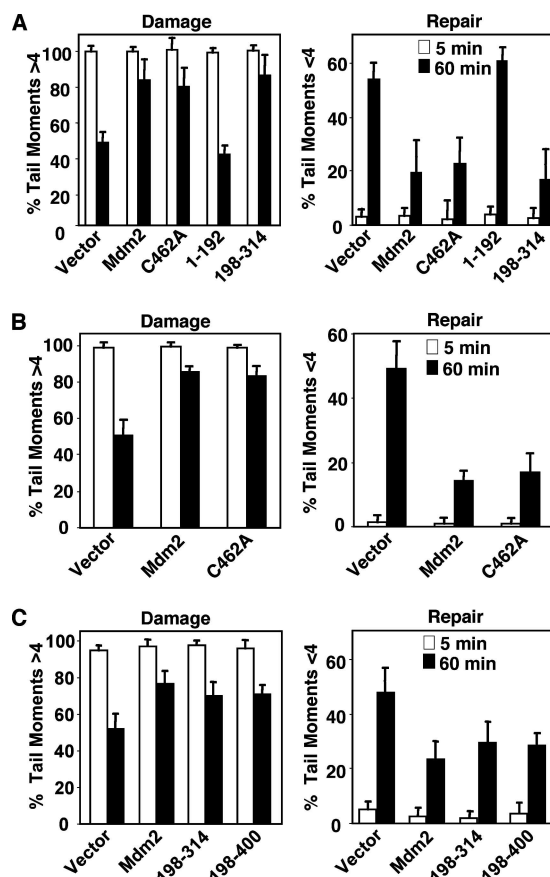 A
Damage
% Tail Moments >4
100
80
60
40
20
0
Vector
Mdm2
C462A
1-192
198-314
Repair
% Tail Moments <4
60
40
20
0
5 min
60 min
Vector
Mdm2
C462A
1-192
198-314
B
Damage
% Tail Moments >4
100
80
60
40
20
0
Vector
Mdm2
C462A
Repair
% Tail Moments <4
60
40
20
0
5 min
60 min
Vector
Mdm2
C462A
C
Damage
% Tail Moments >4
100
80
60
40
20
0
Vector
Mdm2
198-314
198-400
Repair
% Tail Moments <4
60
40
20
0
5 min
60 min
Vector
Mdm2
198-314
198-400